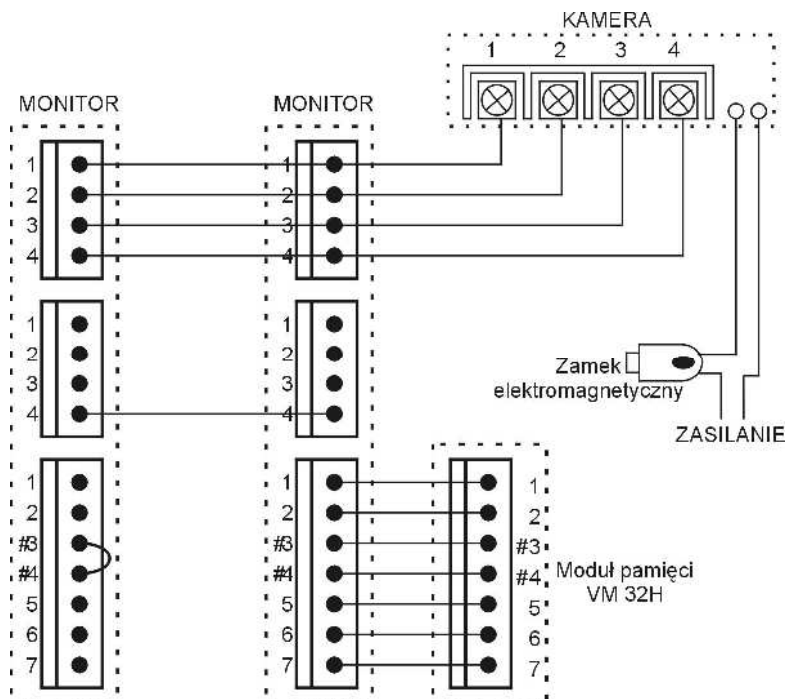 KAMERA
1 2 3 4
MONITOR MONITOR
1 1
2 2
3 3
4 4
1 1
2 2
3 3
4 4
Zamek
elektromagnetyczny
ZASILANIE
1 1 1
2 2 2
#3 #3 #3
#4 #4 #4
5 5 5
6 6 6
7 7 7
Moduł pamięci
VM 32H